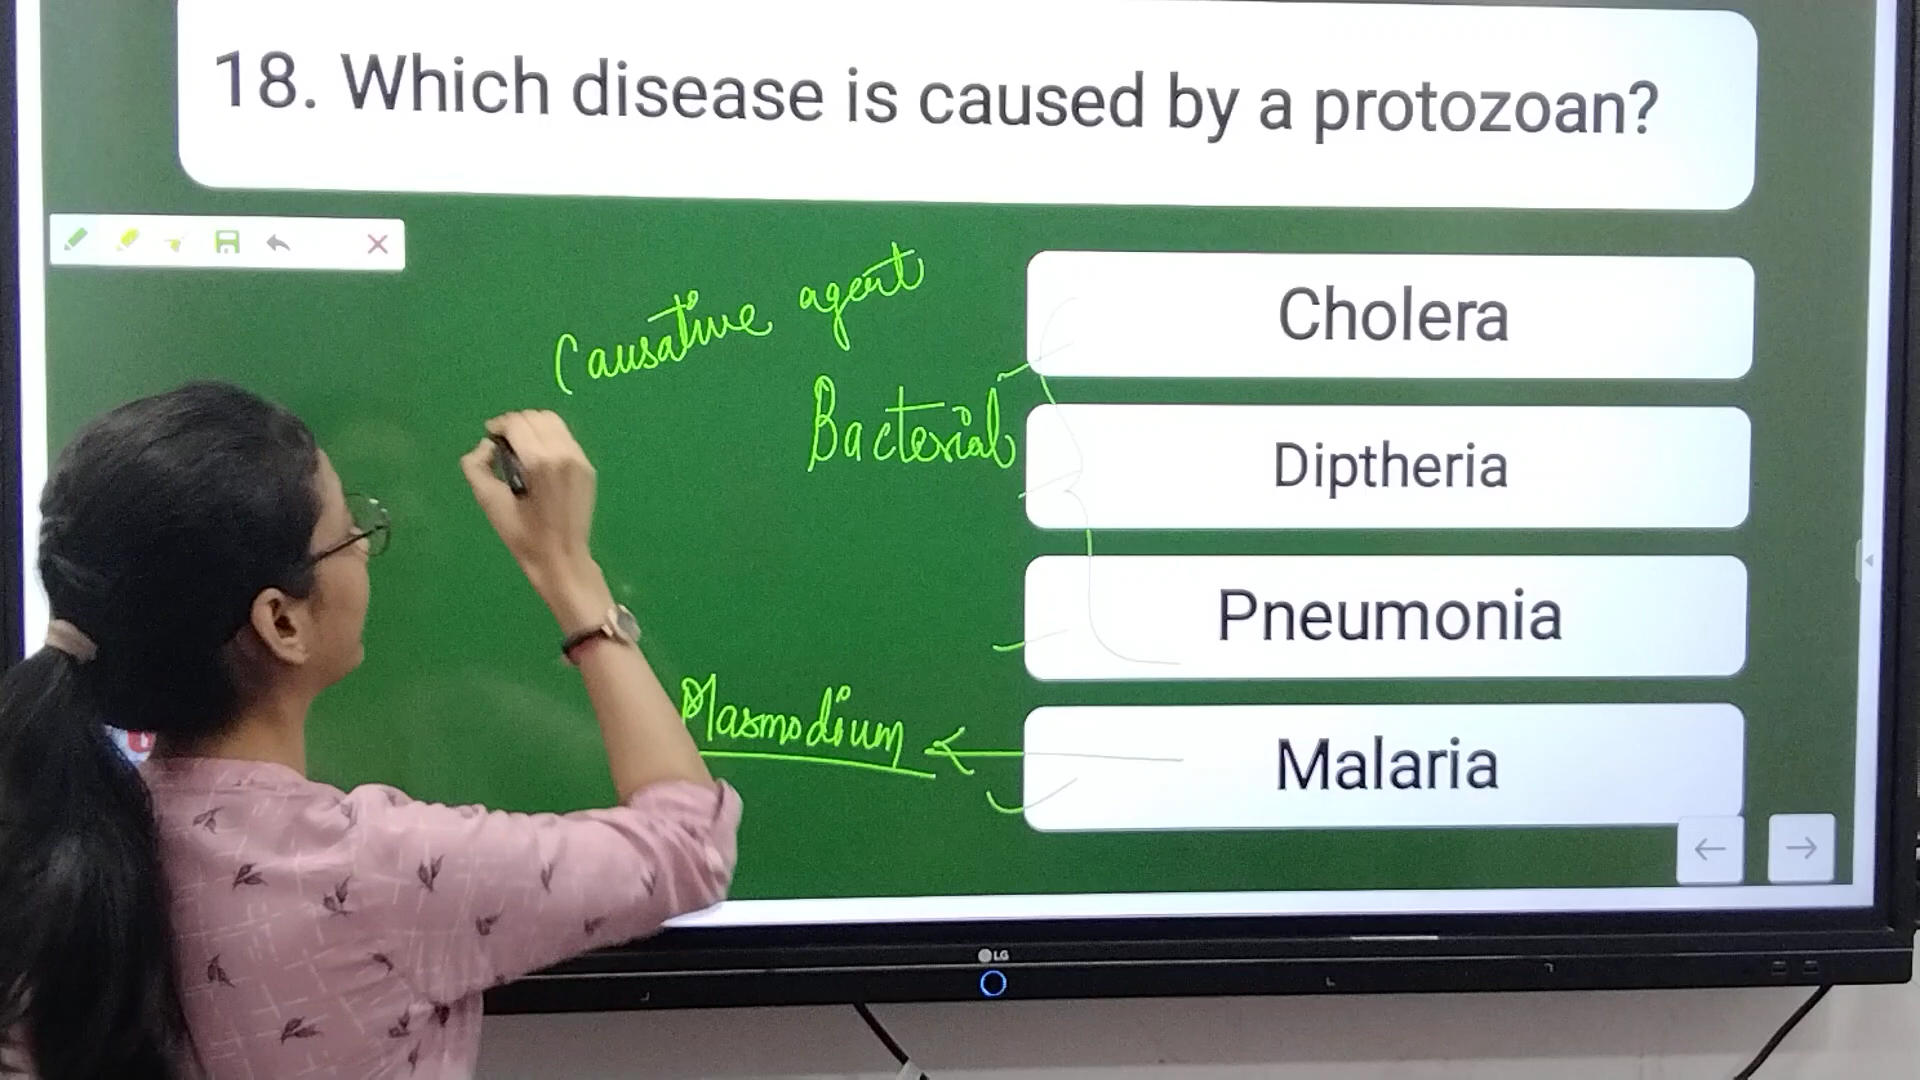 18. Which disease is caused by a protozoan?
Causative agent
Cholera
Bacterial
Diptheria
Pneumonia
Plasmodium
Malaria
LG